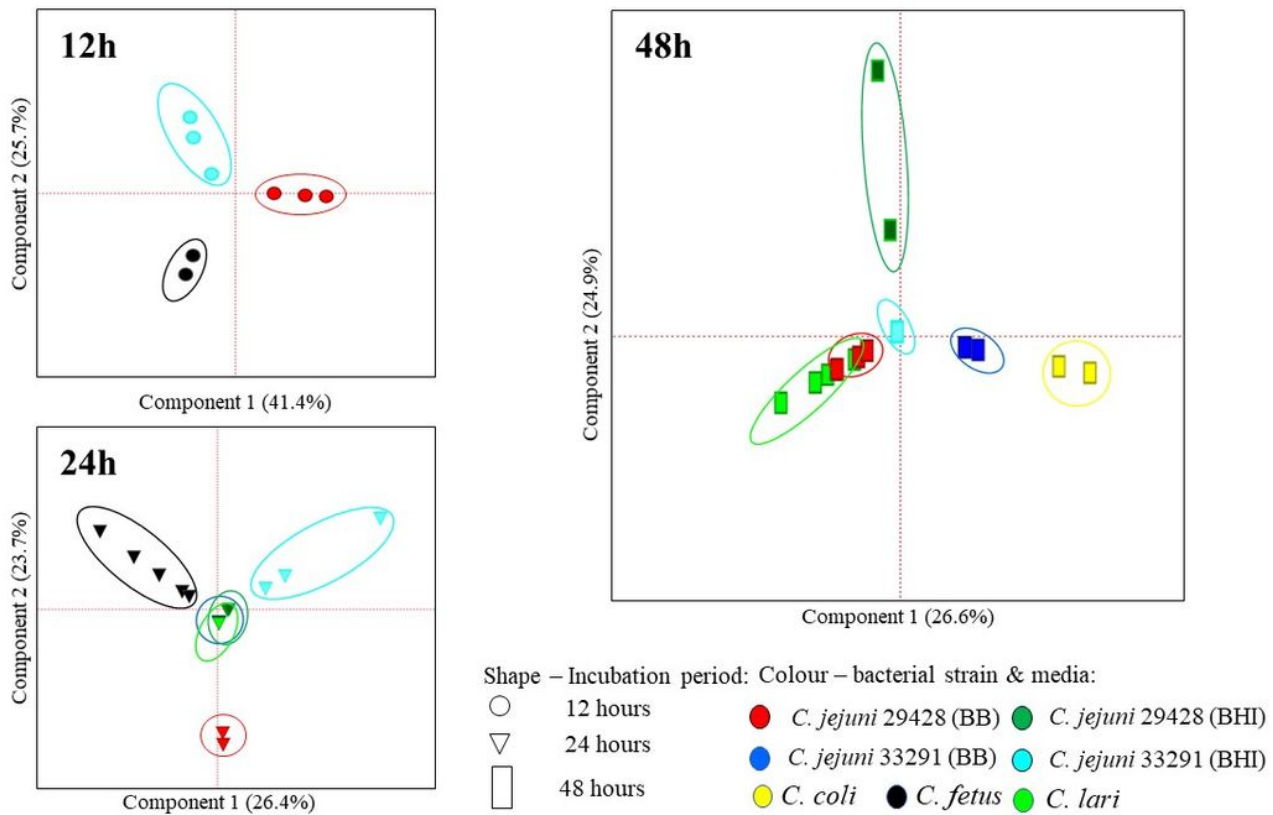 12h
Component 2 (25.7%)
Component 1 (41.4%)
24h
Component 2 (23.7%)
Component 1 (26.4%)
48h
Component 2 (24.9%)
Component 1 (26.6%)
Shape – Incubation period:
12 hours
24 hours
48 hours
Colour – bacterial strain & media:
C. jejuni 29428 (BB)
C. jejuni 29428 (BHI)
C. jejuni 33291 (BB)
C. jejuni 33291 (BHI)
C. coli
C. fetus
C. lari